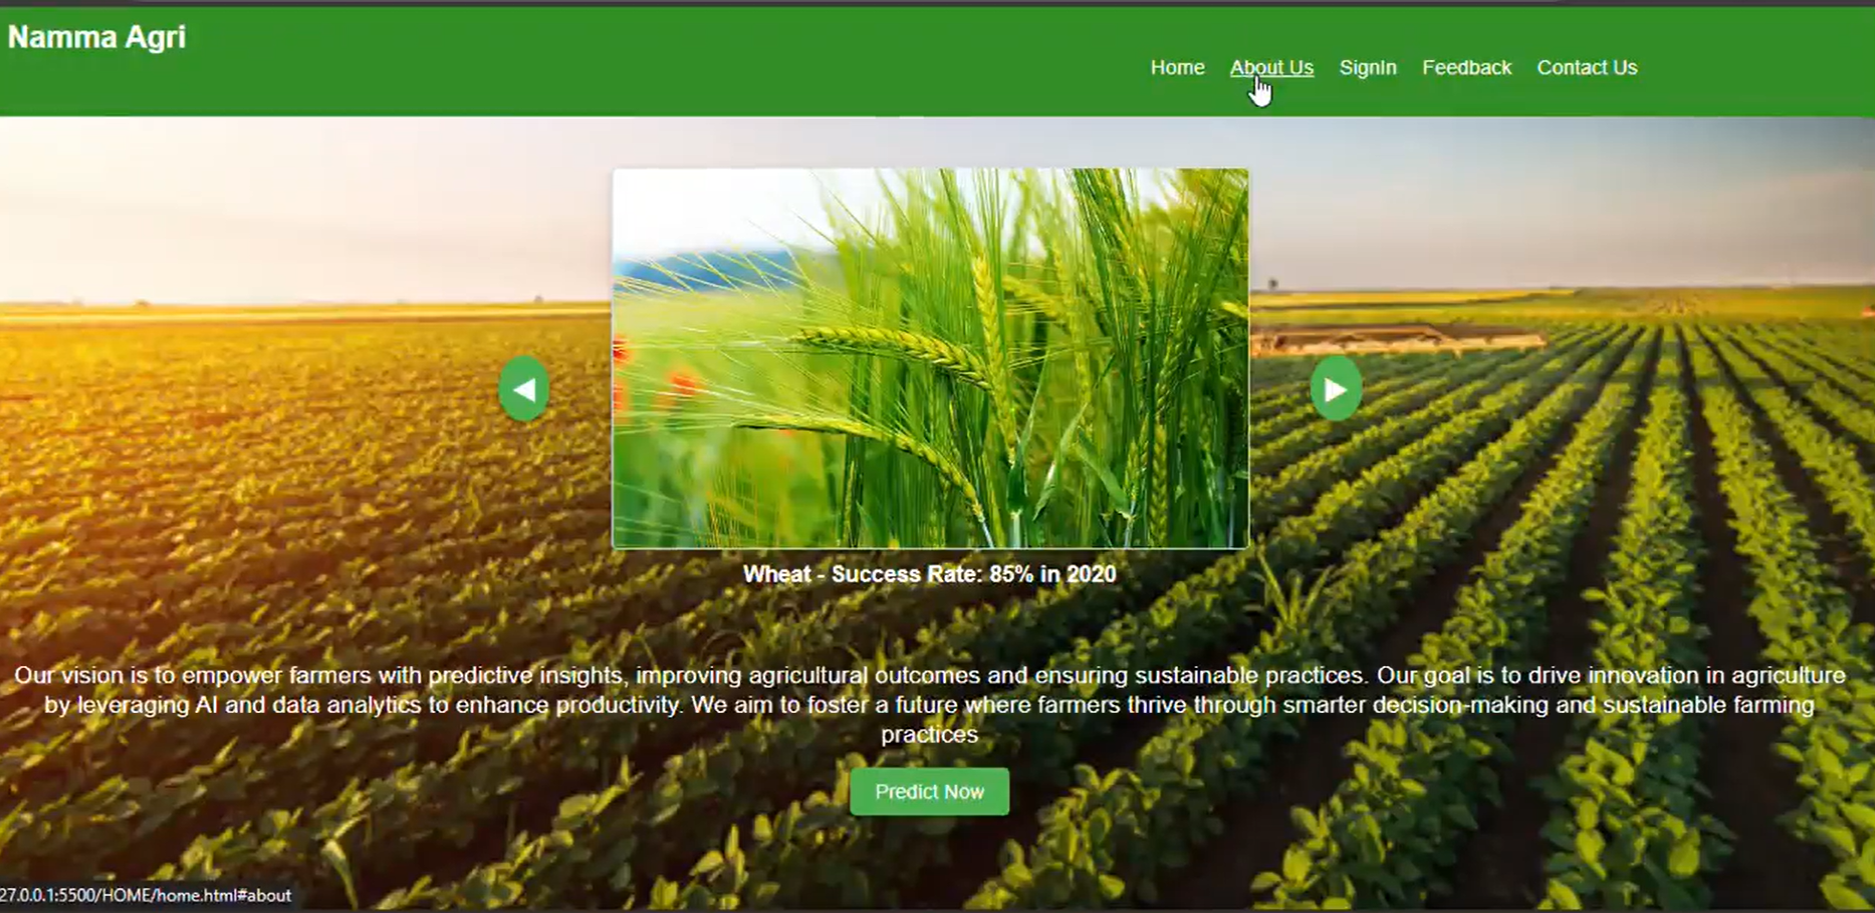 Namma Agri
Home About Us SignIn Feedback Contact Us
Wheat - Success Rate: 85% in 2020
Our vision is to empower farmers with predictive insights, improving agricultural outcomes and ensuring sustainable practices. Our goal is to drive innovation in agriculture
by leveraging AI and data analytics to enhance productivity. We aim to foster a future where farmers thrive through smarter decision-making and sustainable farming
practices
Predict Now
27.0.0.1:5500/HOME/home.html#about